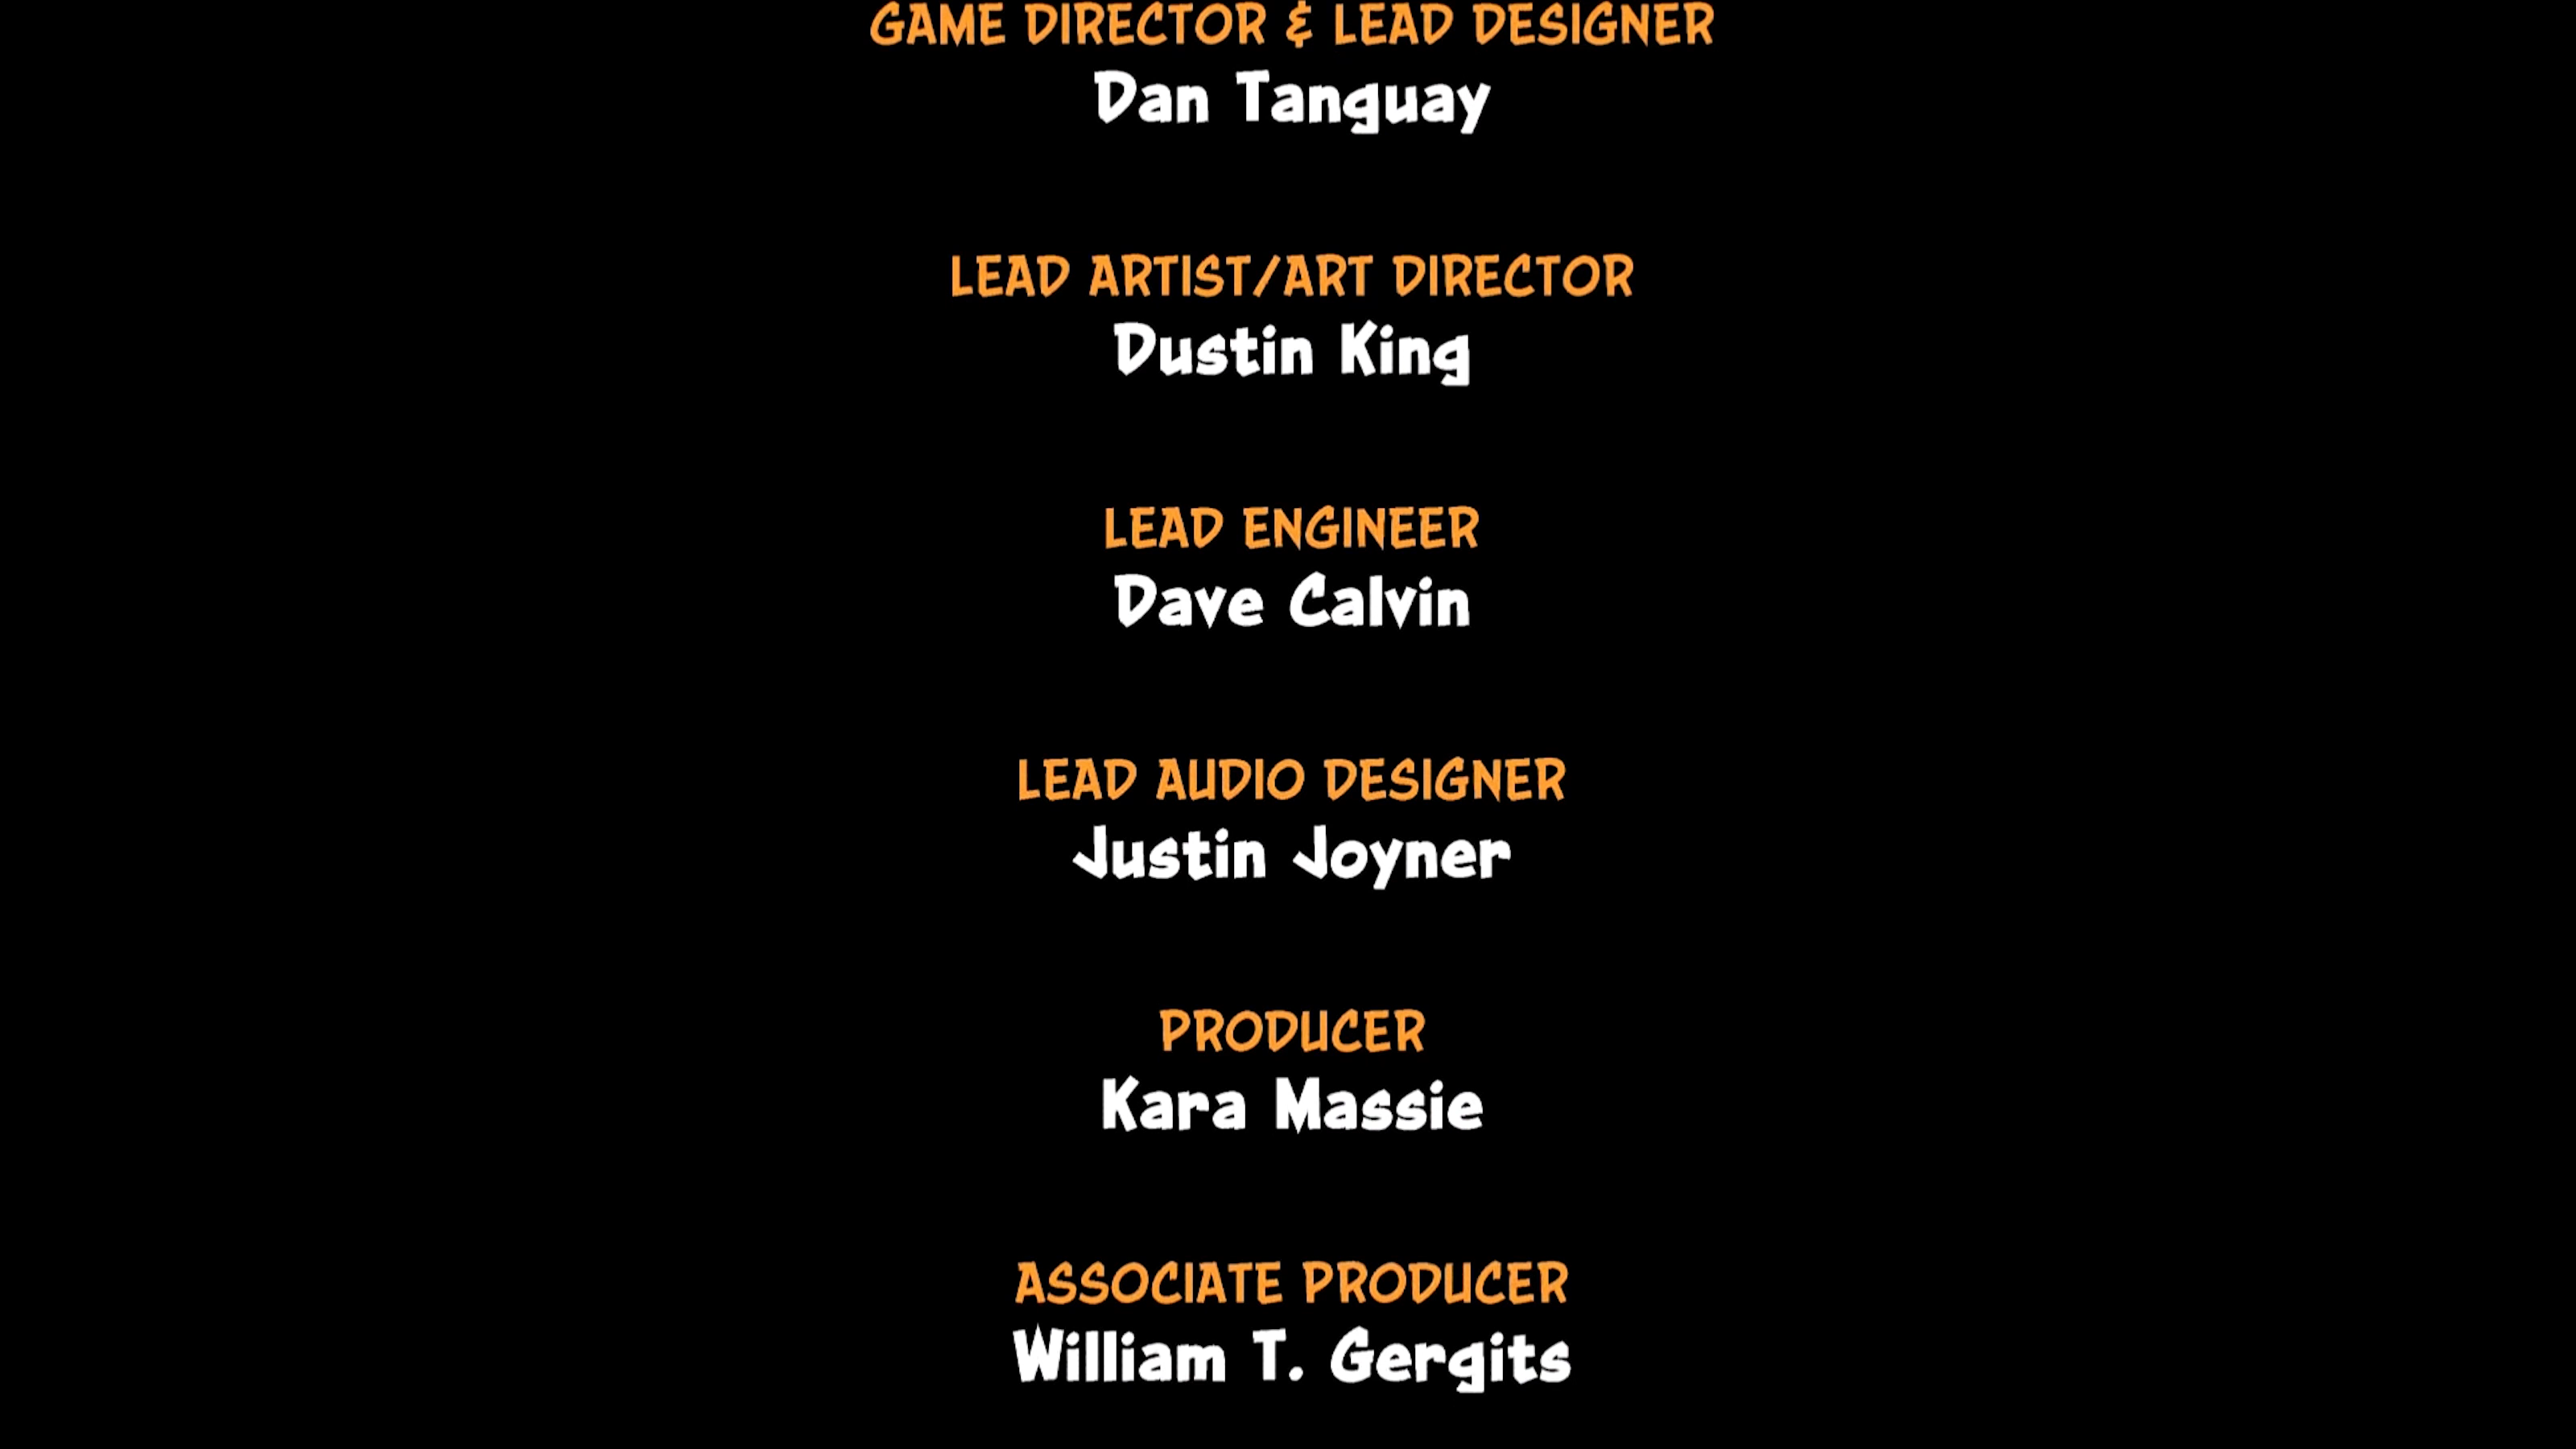 GAME DIRECTOR & LEAD DESIGNER
Dan Tanguay
LEAD ARTIST/ART DIRECTOR
Dustin King
LEAD ENGINEER
Dave Calvin
LEAD AUDIO DESIGNER
Justin Joyner
PRODUCER
Kara Massie
ASSOCIATE PRODUCER
William T. Gergits